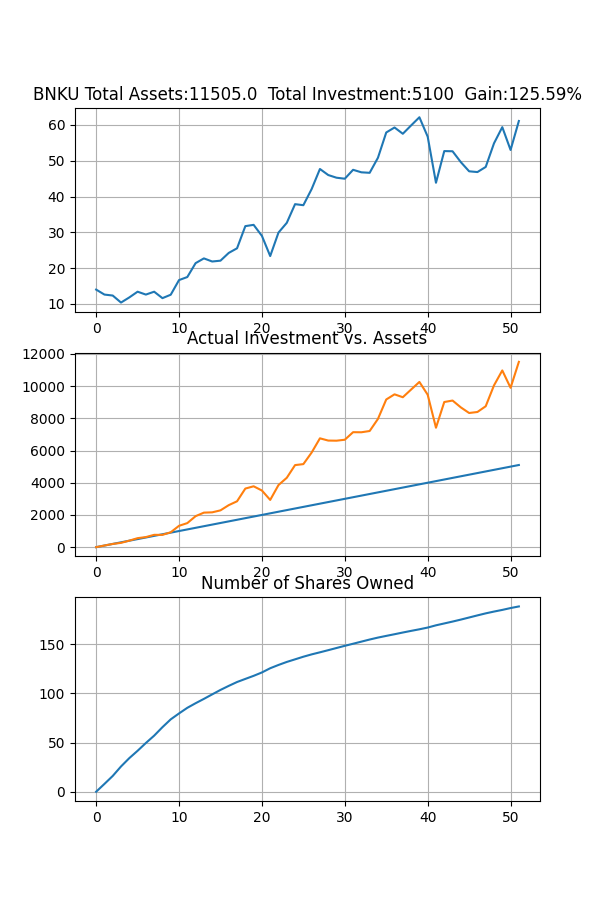 BNKU Total Assets:11505.0  Total Investment:5100  Gain:125.59%
60
50
40
30
20
10
0 10 20 30 40 50
Actual Investment vs. Assets
12000
10000
8000
6000
4000
2000
0
0 10 20 30 40 50
Number of Shares Owned
150
100
50
0
0 10 20 30 40 50